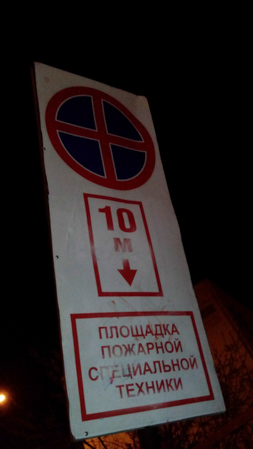 10
М
ПЛОЩАДКА
ПОЖАРНОЙ
СПЕЦИАЛЬНОЙ
ТЕХНИКИ